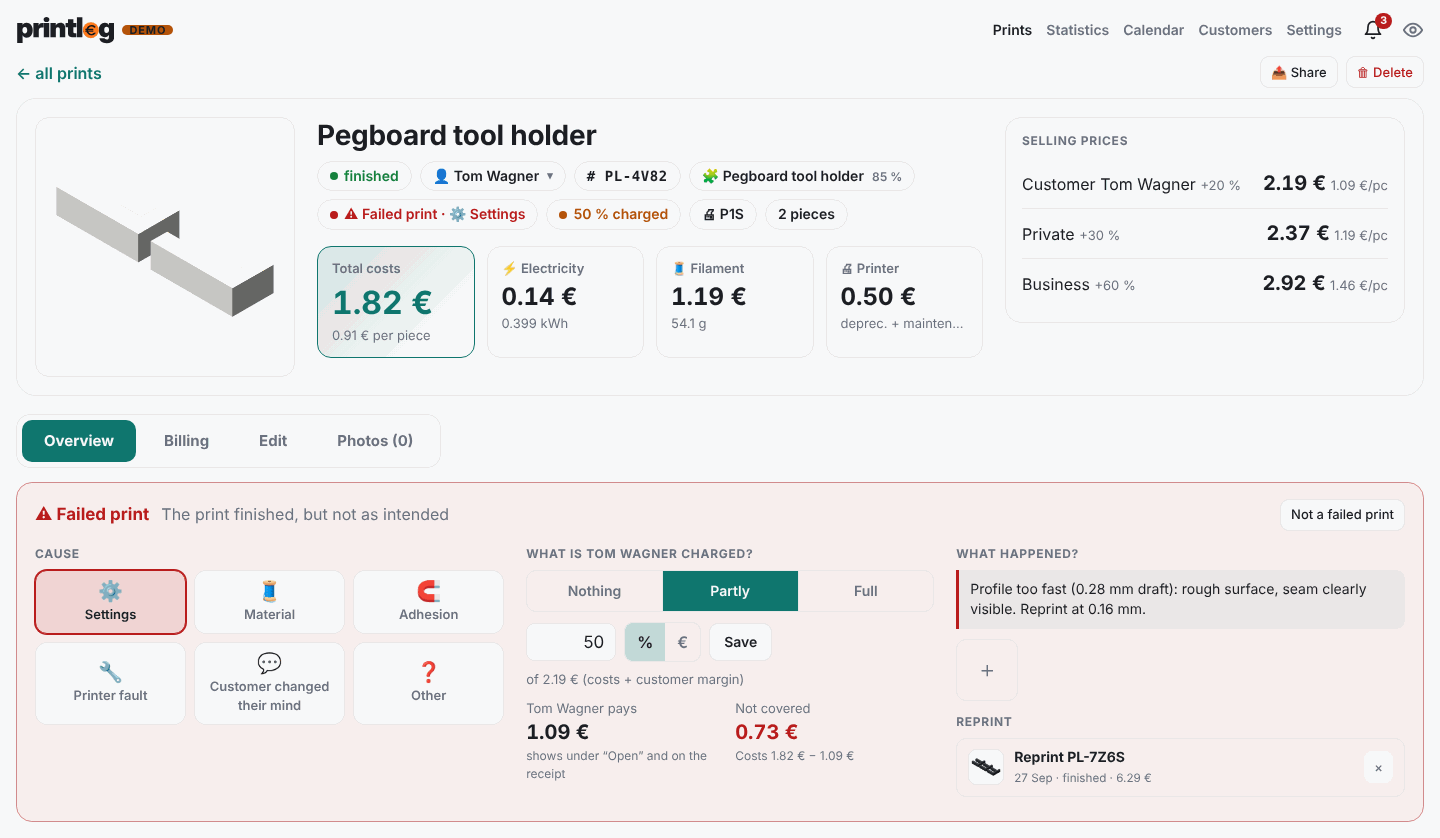 printl€g DEMO
Prints Statistics Calendar Customers Settings 3
← all prints
📤 Share 🗑 Delete
Pegboard tool holder
● finished 👤 Tom Wagner ▾ # PL-4V82 🧩 Pegboard tool holder 85 %
● ⚠ Failed print · ⚙️ Settings ● 50 % charged 🖨 P1S 2 pieces
Total costs
1.82 €
0.91 € per piece
⚡ Electricity
0.14 €
0.399 kWh
🧵 Filament
1.19 €
54.1 g
🖨 Printer
0.50 €
deprec. + mainten...
SELLING PRICES
Customer Tom Wagner +20 % 2.19 € 1.09 €/pc
Private +30 % 2.37 € 1.19 €/pc
Business +60 % 2.92 € 1.46 €/pc
Overview Billing Edit Photos (0)
⚠ Failed print The print finished, but not as intended
Not a failed print
CAUSE
⚙️ Settings
🧵 Material
🧲 Adhesion
🔧 Printer fault
💬 Customer changed
their mind
❓ Other
WHAT IS TOM WAGNER CHARGED?
Nothing Partly Full
50 % € Save
of 2.19 € (costs + customer margin)
Tom Wagner pays
1.09 €
shows under “Open” and on the
receipt
Not covered
0.73 €
Costs 1.82 € − 1.09 €
WHAT HAPPENED?
Profile too fast (0.28 mm draft): rough surface, seam clearly
visible. Reprint at 0.16 mm.
+
REPRINT
Reprint PL-7Z6S
27 Sep · finished · 6.29 €
×